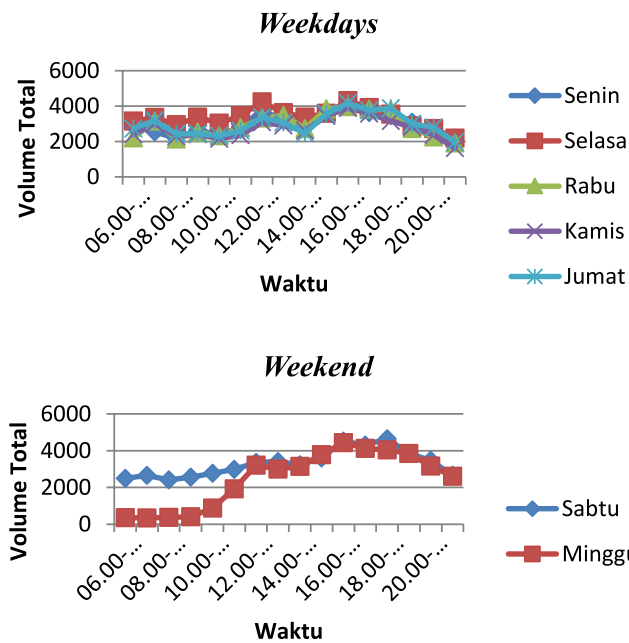 Weekdays
6000
4000
2000
0
Volume Total
06.00-...
08.00-...
10.00-...
12.00-...
14.00-...
16.00-...
18.00-...
20.00-...
Waktu
Senin
Selasa
Rabu
Kamis
Jumat
Weekend
6000
4000
2000
0
Volume Total
06.00-...
08.00-...
10.00-...
12.00-...
14.00-...
16.00-...
18.00-...
20.00-...
Waktu
Sabtu
Minggu